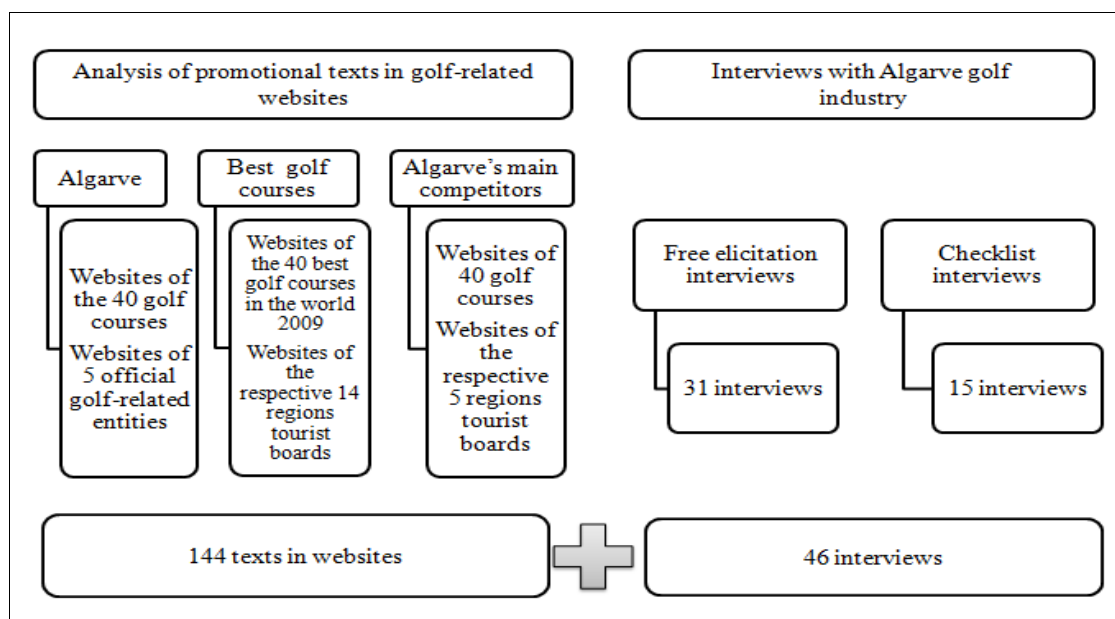 Analysis of promotional texts in golf-related
websites
Interviews with Algarve golf
industry
Algarve
Best golf
courses
Algarve's main
competitors
Websites of
the 40 golf
courses
Websites of
5 official
golf-related
entities
Websites of
the 40 best
golf courses
in the world
2009
Websites of
the
respective 14
regions
tourist
boards
Websites of
40 golf
courses
Websites of
the
respective
5 regions
tourist
boards
Free elicitation
interviews
Checklist
interviews
31 interviews
15 interviews
144 texts in websites
46 interviews